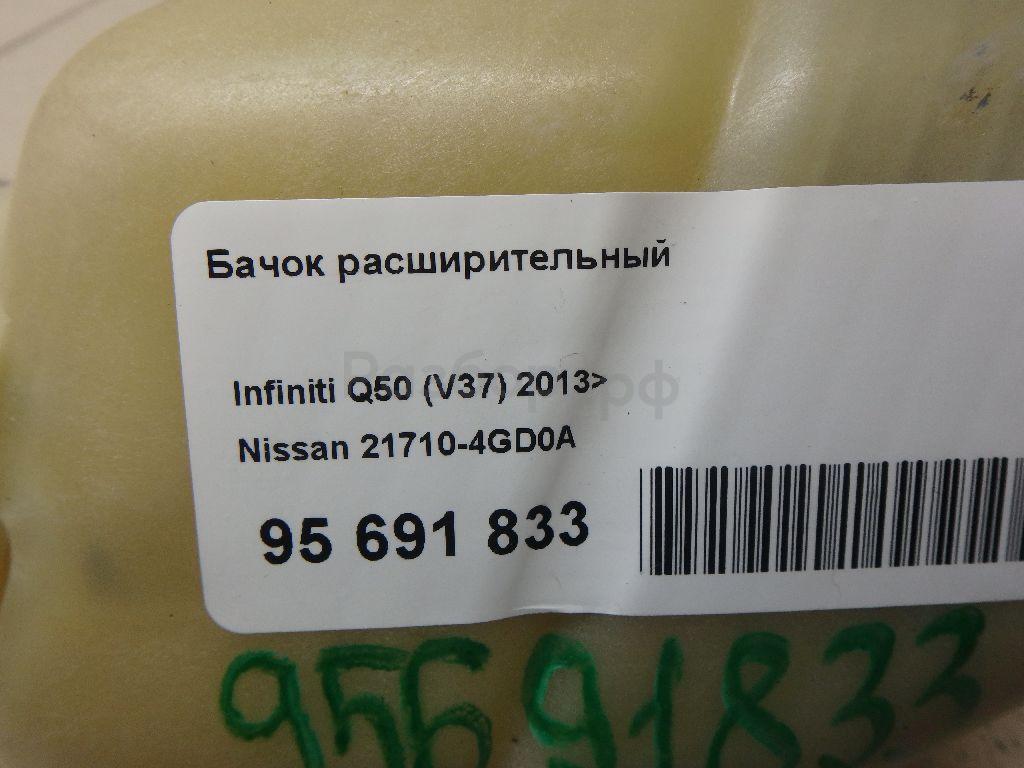 Бачок расширительный
Infiniti Q50 (V37) 2013>
Nissan 21710-4GD0A
95 691 833
95691833